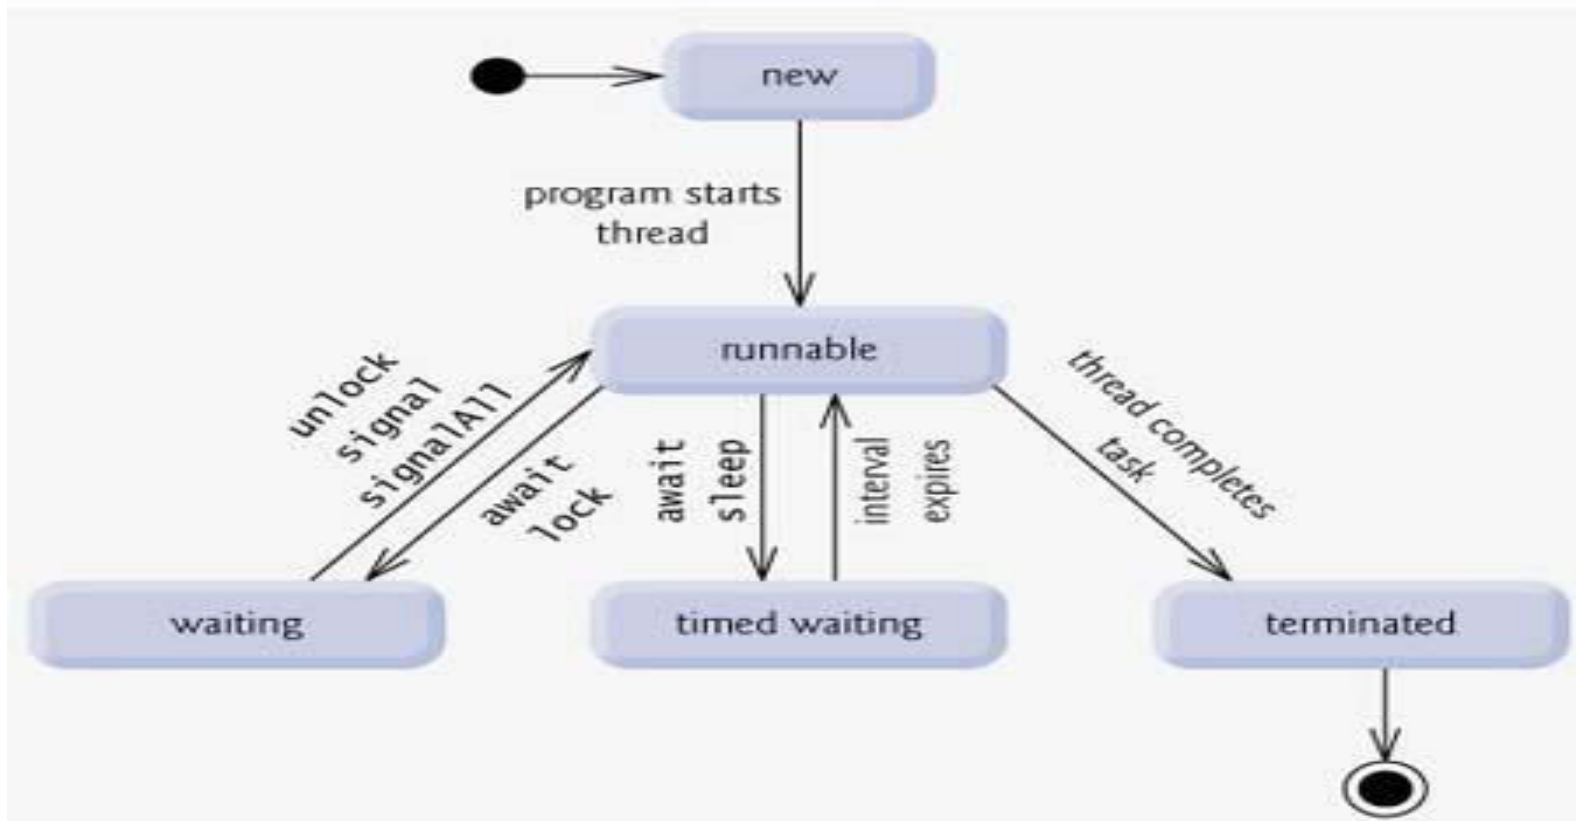 new
program starts
thread
runnable
unlock
signal
signalAll
await
lock
await
sleep
interval
expires
thread completes
task
waiting
timed waiting
terminated